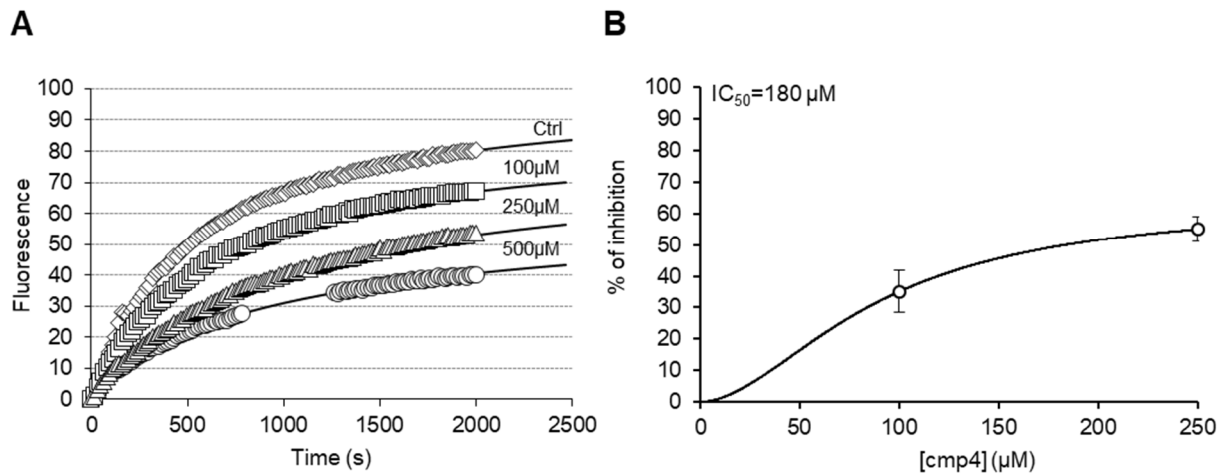 A
Fluorescence
100
90
80
70
60
50
40
30
20
10
0
Ctrl
100µM
250µM
500µM
0 500 1000 1500 2000 2500
Time (s)
B
% of inhibition
100
90
80
70
60
50
40
30
20
10
0
IC50=180 µM
0 50 100 150 200 250
[cmp4] (µM)